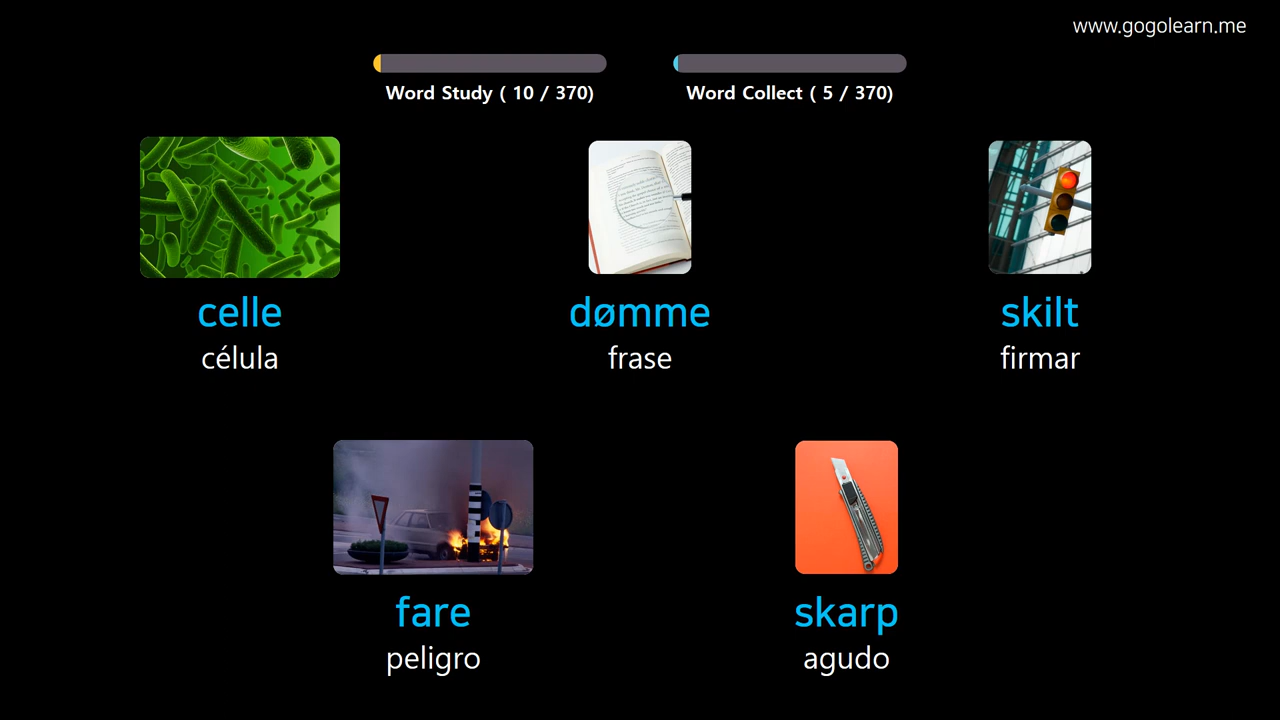 www.gogolearn.me
Word Study ( 10 / 370)
Word Collect ( 5 / 370)
celle
célula
dømme
frase
skilt
firmar
fare
peligro
skarp
agudo